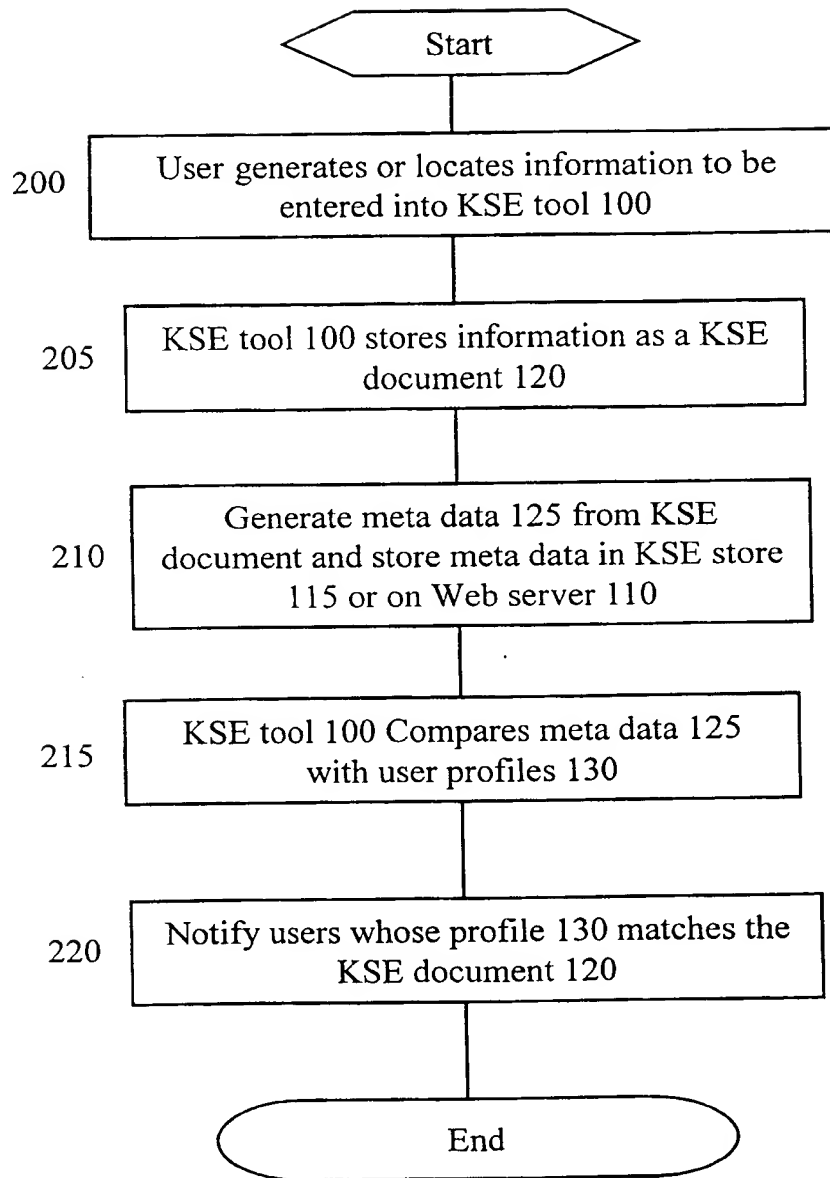 Start
200
User generates or locates information to be
entered into KSE tool 100
205
KSE tool 100 stores information as a KSE
document 120
210
Generate meta data 125 from KSE
document and store meta data in KSE store
115 or on Web server 110
215
KSE tool 100 Compares meta data 125
with user profiles 130
220
Notify users whose profile 130 matches the
KSE document 120
End